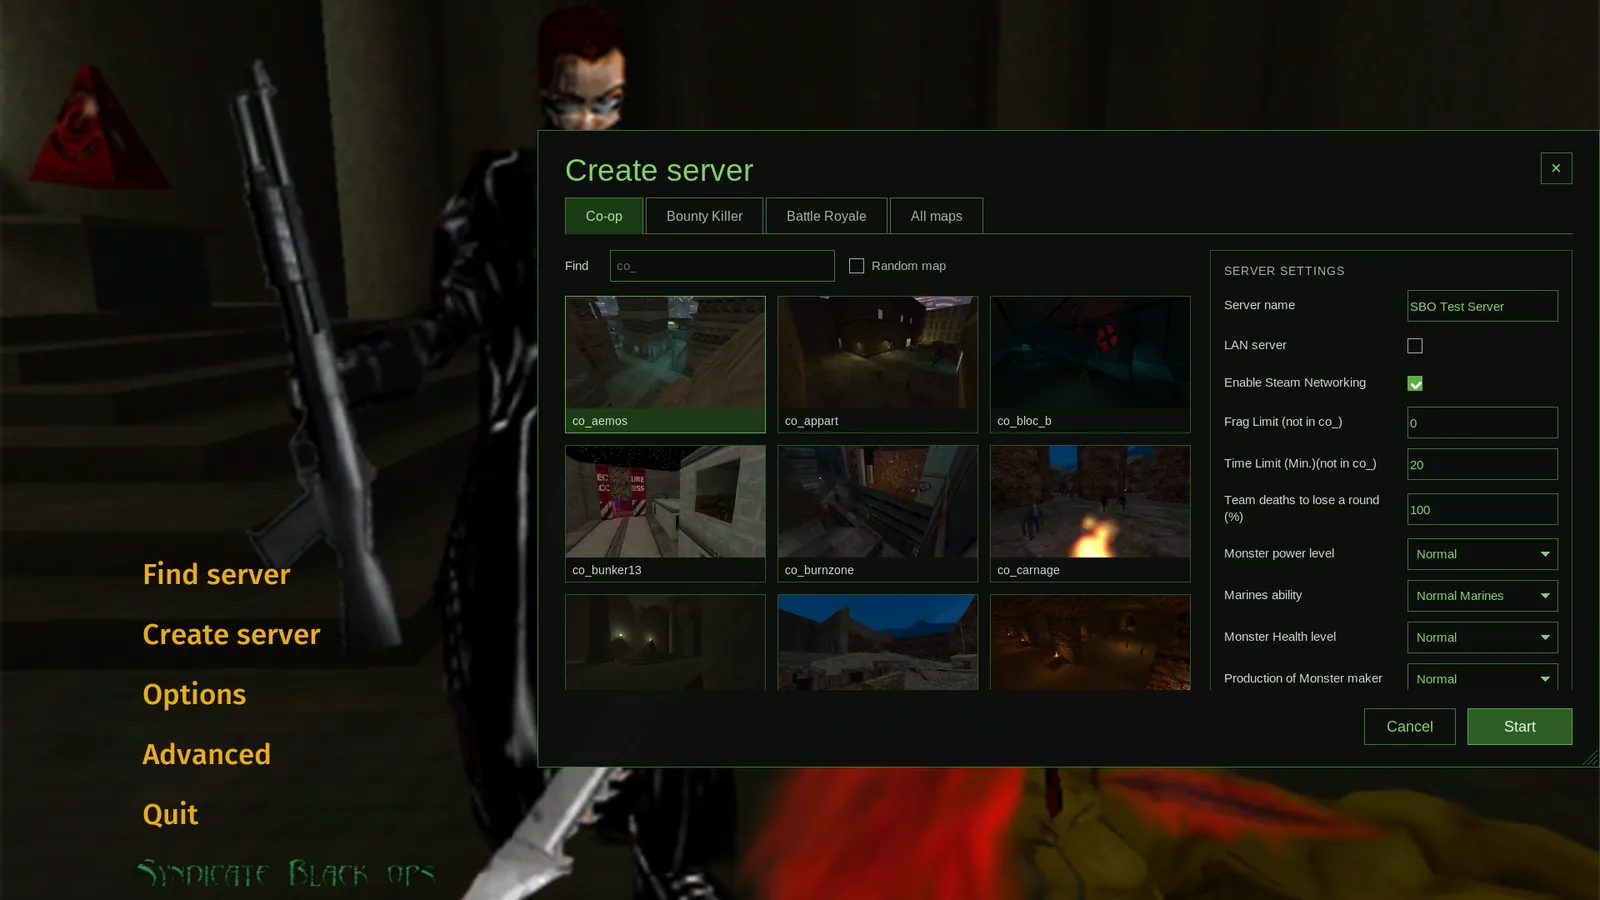 Create server
×
Co-op
Bounty Killer
Battle Royale
All maps
Find
co_
Random map
co_aemos
co_appart
co_bloc_b
co_bunker13
co_burnzone
co_carnage
SERVER SETTINGS
Server name
SBO Test Server
LAN server
Enable Steam Networking
Frag Limit (not in co_)
0
Time Limit (Min.)(not in co_)
20
Team deaths to lose a round
(%)
100
Monster power level
Normal
Marines ability
Normal Marines
Monster Health level
Normal
Production of Monster maker
Normal
Cancel
Start
Find server
Create server
Options
Advanced
Quit
Syndicate Black ops